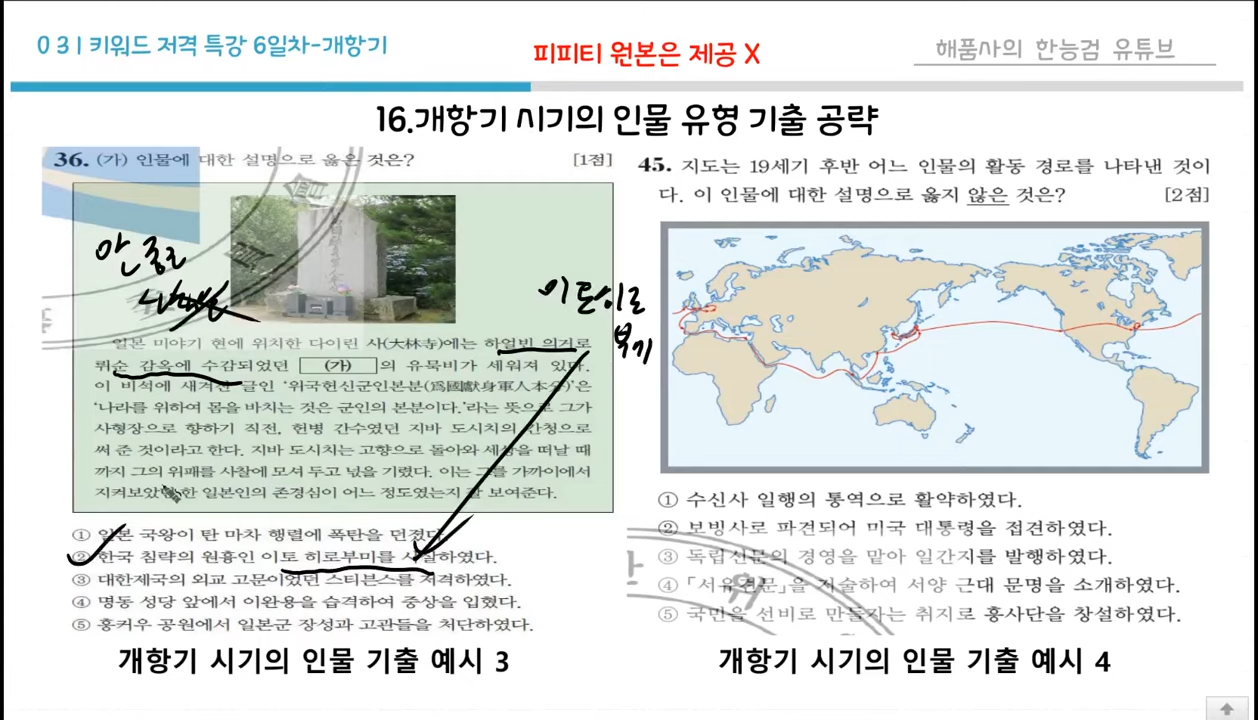 03 | 키워드 저격 특강 6일차-개항기
피피티 원본은 제공 X
해품사의 한능검 유튜브
16.개항기 시기의 인물 유형 기출 공략
36. (가) 인물에 대한 설명으로 옳은 것은? [1점]
안중근
이토히로
부미
일본 미야기 현에 위치한 다이린 사(大林寺)에는 하얼빈 의거로
뤼순 감옥에 수감되었던 (가) 의 유묵비가 세워져 있다.
이 비석에 새겨진 글인 '위국헌신군인본분(爲國獻身軍人本分)'은
'나라를 위하여 몸을 바치는 것은 군인의 본분이다.'라는 뜻으로 그가
사형장으로 향하기 직전, 헌병 간수였던 지바 도시치의 간청으로
써 준 것이라고 한다. 지바 도시치는 고향으로 돌아와 세상을 떠날 때
까지 그의 위패를 사찰에 모셔 두고 넋을 기렸다. 이는 그를 가까이에서
지켜보았던 한 일본인의 존경심이 어느 정도였는지 잘 보여준다.
① 일본 국왕이 탄 마차 행렬에 폭탄을 던졌다.
② 한국 침략의 원흉인 이토 히로부미를 사살하였다.
③ 대한제국의 외교 고문이었던 스티븐스를 저격하였다.
④ 명동 성당 앞에서 이완용을 습격하여 중상을 입혔다.
⑤ 훙커우 공원에서 일본군 장성과 고관들을 처단하였다.
개항기 시기의 인물 기출 예시 3
45. 지도는 19세기 후반 어느 인물의 활동 경로를 나타낸 것이
다. 이 인물에 대한 설명으로 옳지 않은 것은? [2점]
① 수신사 일행의 통역으로 활약하였다.
② 보빙사로 파견되어 미국 대통령을 접견하였다.
③ 독립신문의 경영을 맡아 일간지를 발행하였다.
④ 「서유견문」을 저술하여 서양 근대 문명을 소개하였다.
⑤ 국민을 선비로 만들자는 취지로 흥사단을 창설하였다.
개항기 시기의 인물 기출 예시 4